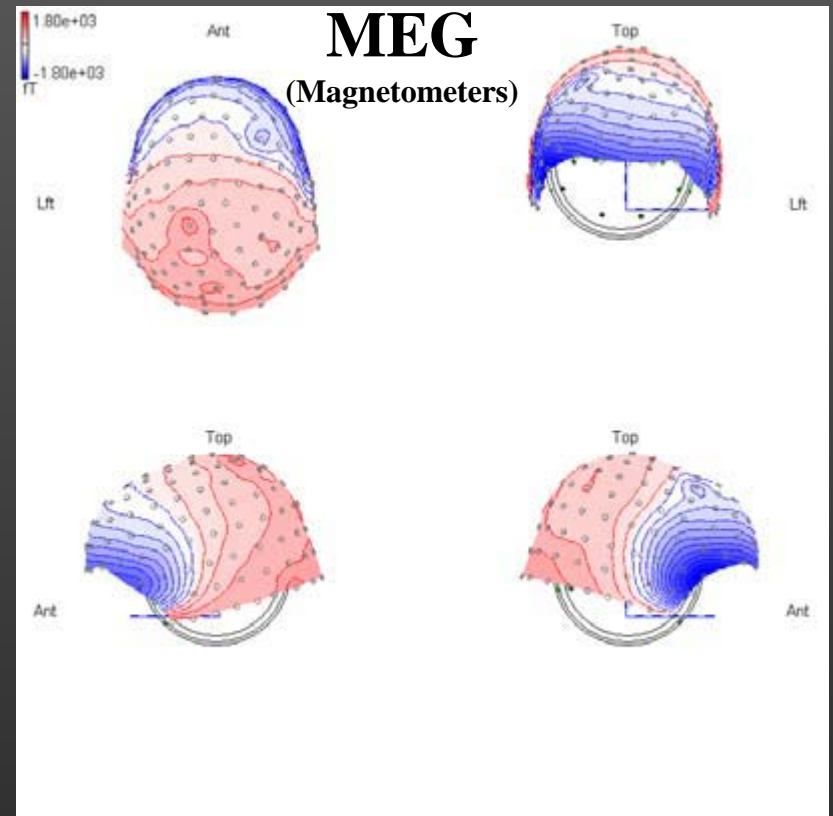 1.80e+03
-1.80e+03
fT
Ant
MEG
(Magnetometers)
Top
Lft
Lft
Top
Top
Ant
Ant